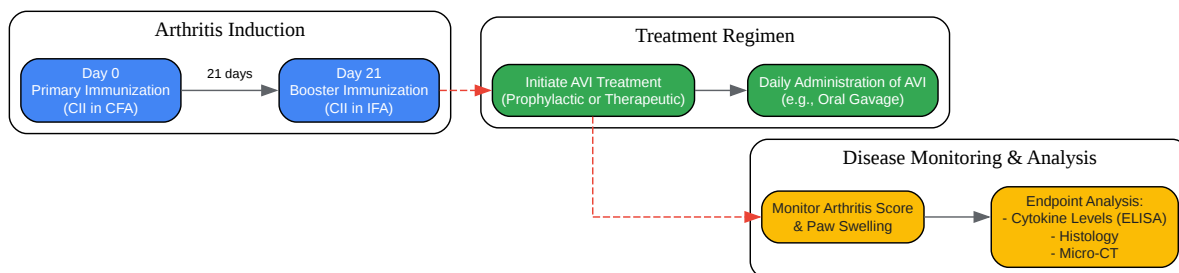 Arthritis Induction
Day 0
Primary Immunization
(CII in CFA)
21 days
Day 21
Booster Immunization
(CII in IFA)
Treatment Regimen
Initiate AVI Treatment
(Prophylactic or Therapeutic)
Daily Administration of AVI
(e.g., Oral Gavage)
Disease Monitoring & Analysis
Monitor Arthritis Score
& Paw Swelling
Endpoint Analysis:
- Cytokine Levels (ELISA)
- Histology
- Micro-CT